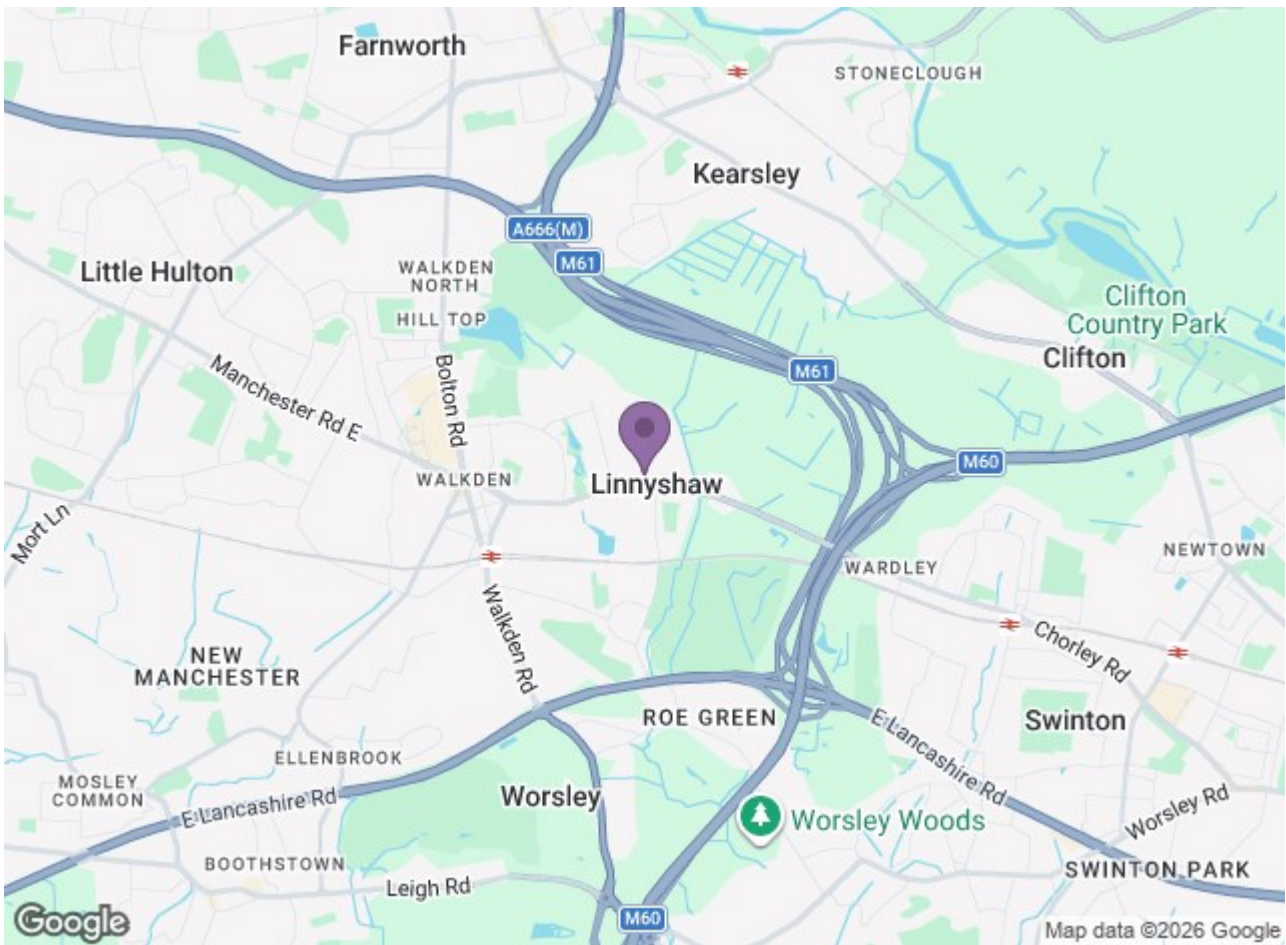 Farnworth
STONECLOUGH
Kearsley
A666(M)
M61
Little Hulton
WALKDEN
NORTH
HILL TOP
Clifton
Country Park
Clifton
Manchester Rd E
Bolton Rd
M61
M60
WALKDEN
Linnyshaw
Mort Ln
NEWTOWN
WARDLEY
Walkden Rd
Chorley Rd
NEW
MANCHESTER
ROE GREEN
Swinton
E Lancashire Rd
ELLENBROOK
MOSLEY
COMMON
E Lancashire Rd
Worsley
Worsley Woods
Worsley Rd
BOOTHSTOWN
SWINTON PARK
Leigh Rd
M60
Google
Map data ©2026 Google